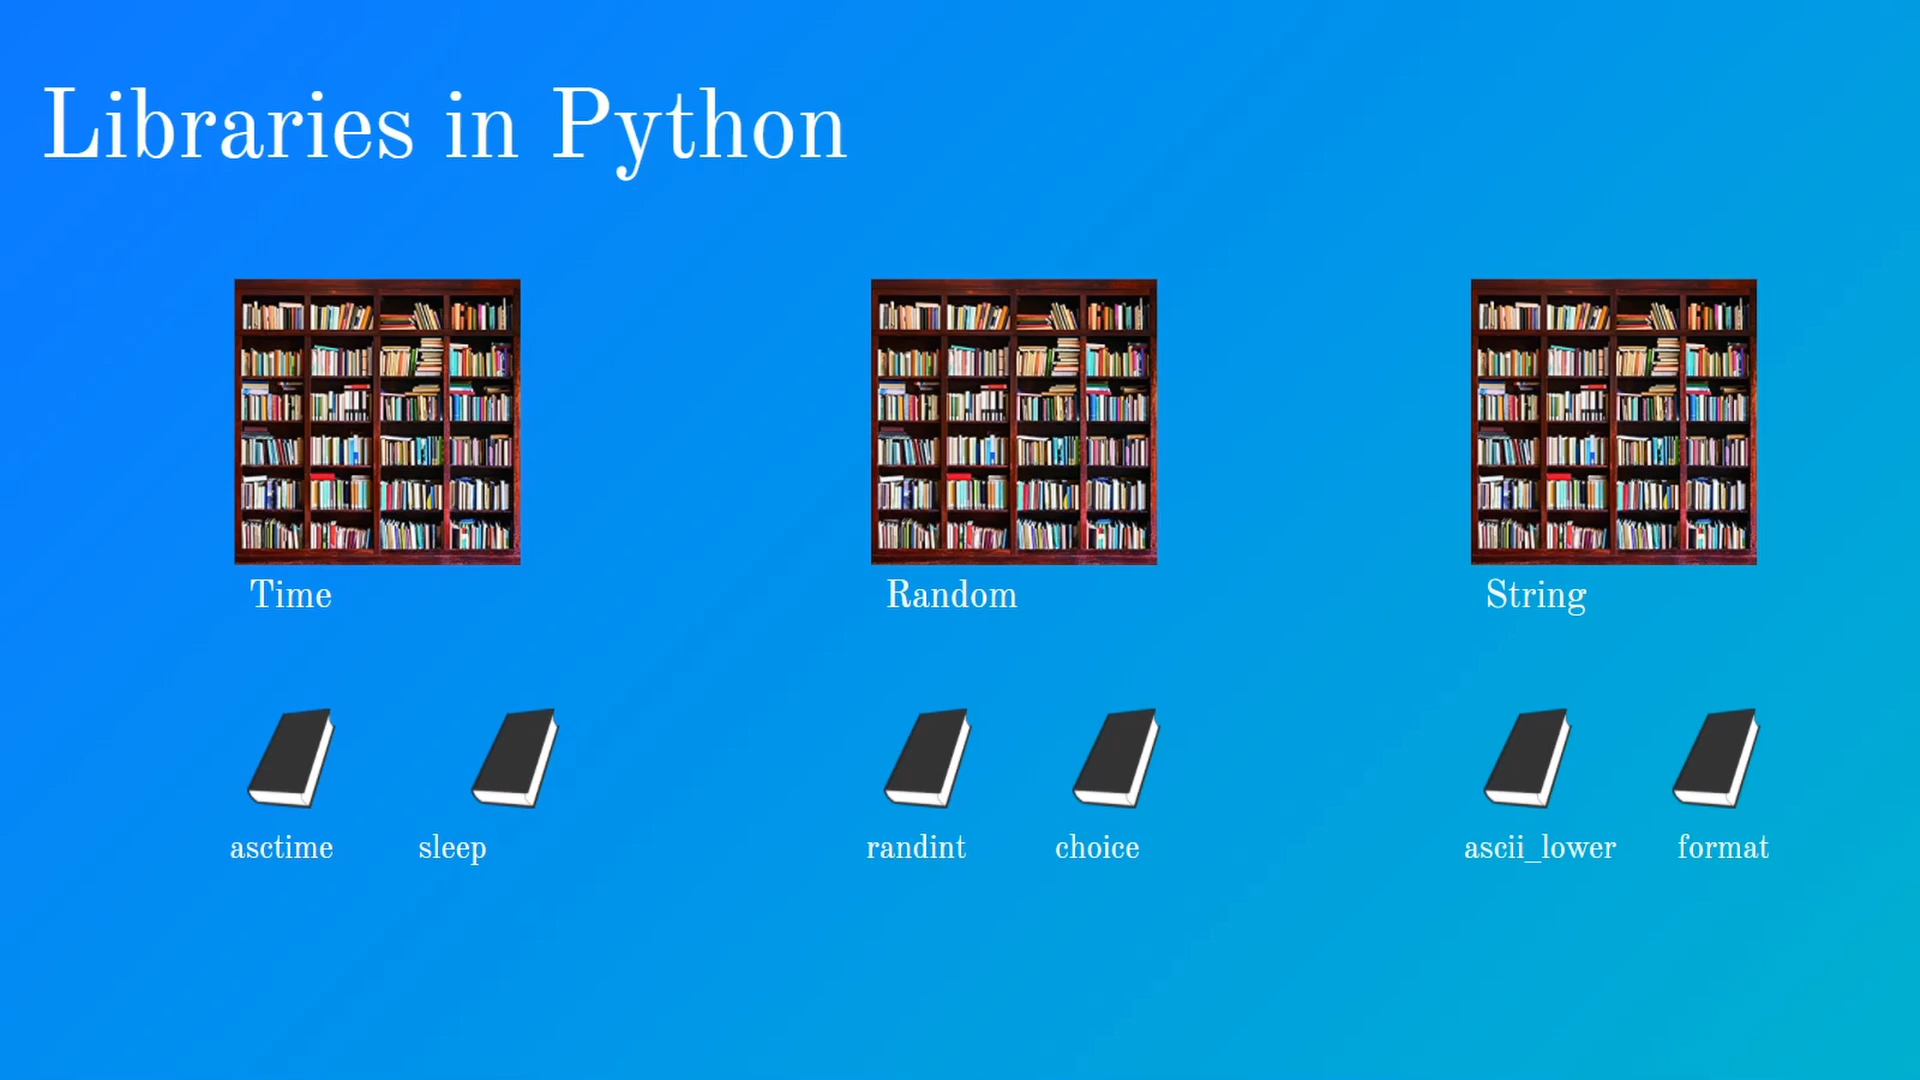 Libraries in Python
Time
Random
String
asctime
sleep
randint
choice
ascii_lower
format